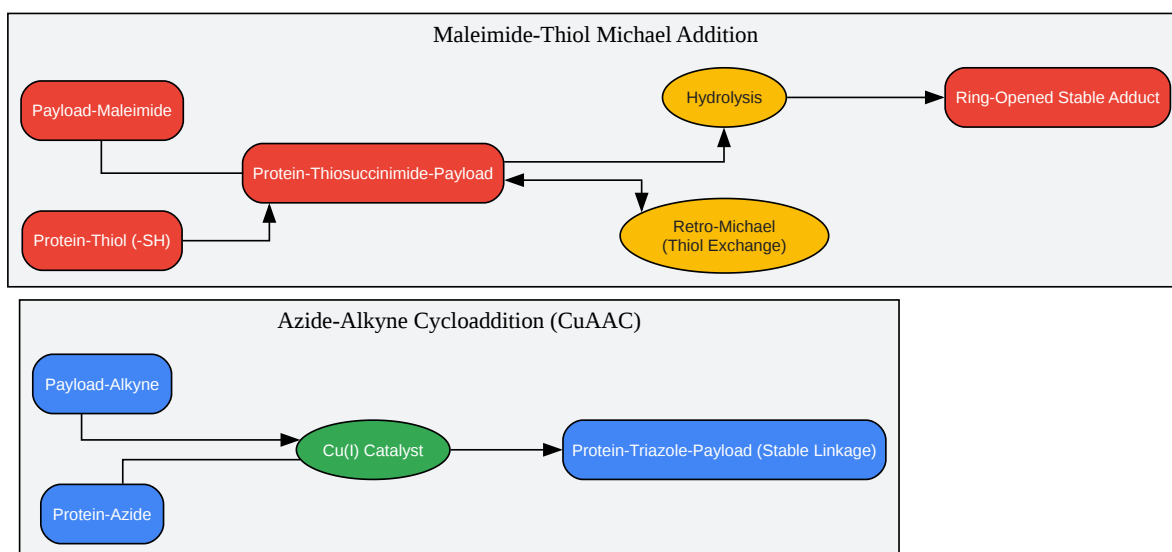 Maleimide-Thiol Michael Addition
Payload-Maleimide
Hydrolysis
Ring-Opened Stable Adduct
Protein-Thiosuccinimide-Payload
Protein-Thiol (-SH)
Retro-Michael
(Thiol Exchange)
Azide-Alkyne Cycloaddition (CuAAC)
Payload-Alkyne
Cu(I) Catalyst
Protein-Triazole-Payload (Stable Linkage)
Protein-Azide